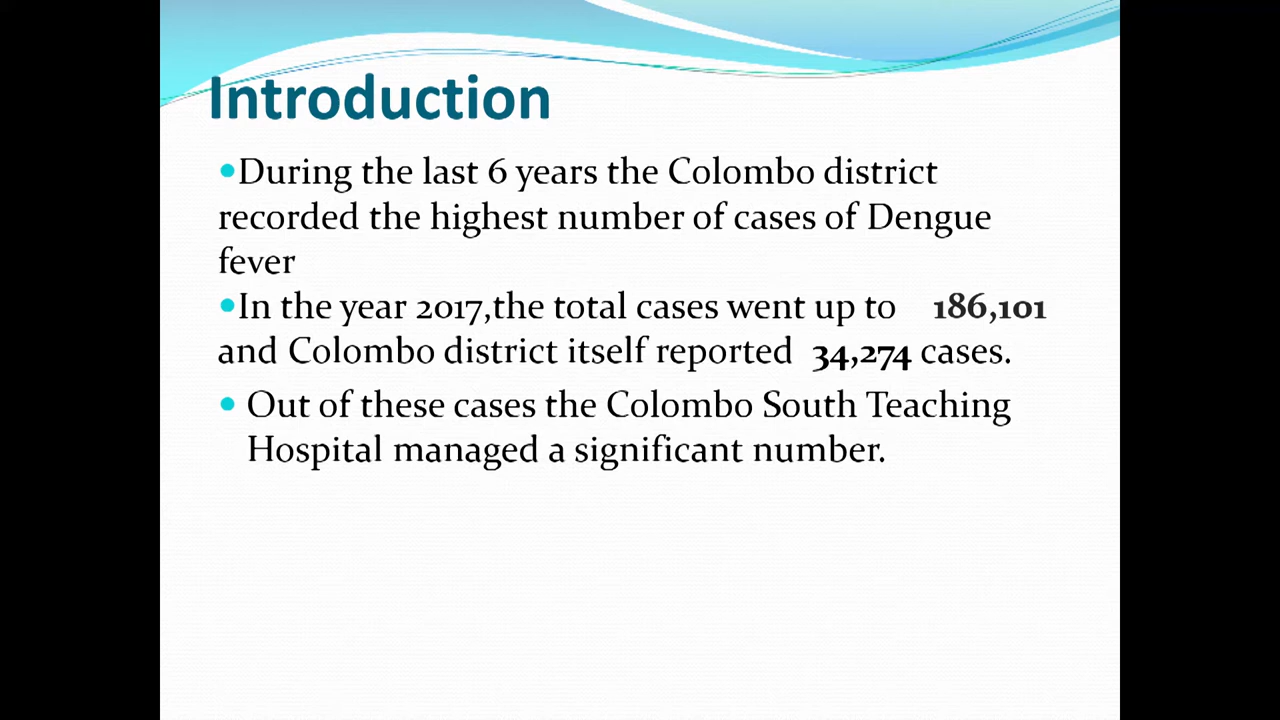 Introduction
•During the last 6 years the Colombo district
recorded the highest number of cases of Dengue
fever
•In the year 2017,the total cases went up to 186,101
and Colombo district itself reported 34,274 cases.
• Out of these cases the Colombo South Teaching
Hospital managed a significant number.